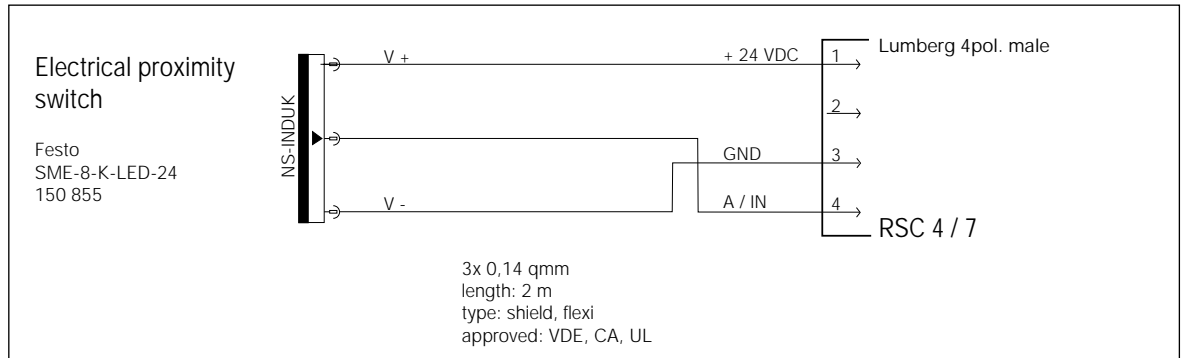 Electrical proximity
switch
Festo
SME-8-K-LED-24
150 855
NS-INDUK
V +
V -
+ 24 VDC
GND
A / IN
1
2
3
4
Lumberg 4pol. male
RSC 4 / 7
3x 0,14 qmm
length: 2 m
type: shield, flexi
approved: VDE, CA, UL